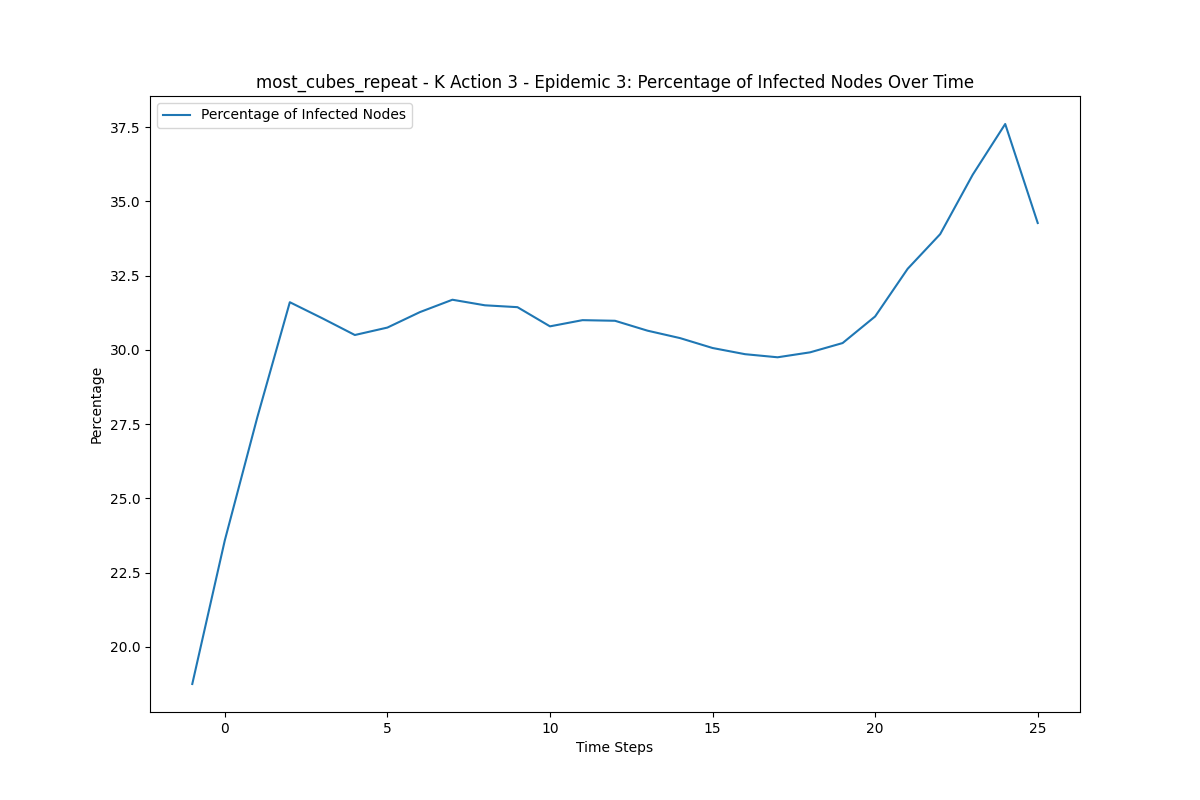 most_cubes_repeat - K Action 3 - Epidemic 3: Percentage of Infected Nodes Over Time
Percentage of Infected Nodes
37.5
35.0
32.5
30.0
27.5
25.0
22.5
20.0
Percentage
0 5 10 15 20 25
Time Steps